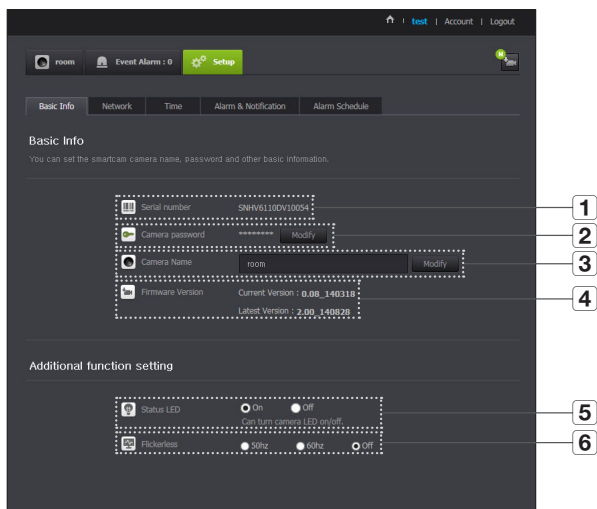 test | Account | Logout
room Event Alarm : 0 Setup N
Basic Info Network Time Alarm & Notification Alarm Schedule
Basic Info
You can set the smartcam camera name, password and other basic information.
Serial number SNHV6110DV10054 1
Camera password ******** Modify 2
Camera Name room Modify 3
Firmware Version Current Version : 0.08_140318 4
Latest Version : 2.00_140828
Additional function setting
Status LED On Off 5
Can turn camera LED on/off.
Flickerless 50hz 60hz Off 6